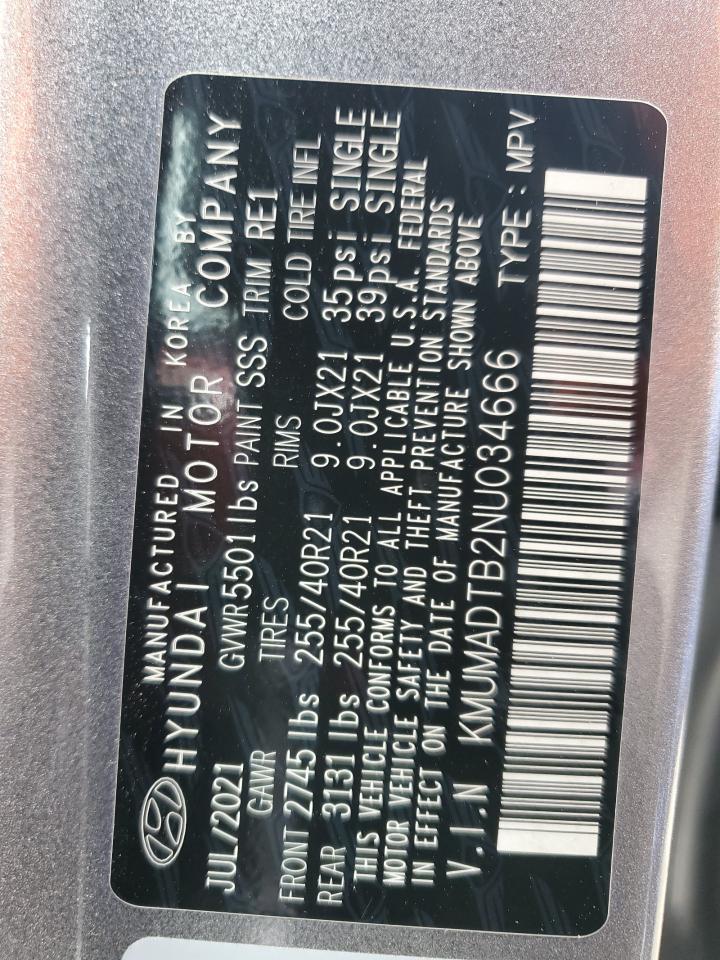 MANUFACTURED IN KOREA BY
HYUNDAI MOTOR COMPANY
JUL/2021 GVWR 5501 lbs PAINT SSS TRIM RE1
GAWR TIRES RIMS COLD TIRE INFL
FRONT 2745 lbs 255/40R21 9.0JX21 35psi SINGLE
REAR 3131 lbs 255/40R21 9.0JX21 39psi SINGLE
THIS VEHICLE CONFORMS TO ALL APPLICABLE U.S.A. FEDERAL
MOTOR VEHICLE SAFETY AND THEFT PREVENTION STANDARDS
IN EFFECT ON THE DATE OF MANUFACTURE SHOWN ABOVE
V.I.N KMUMADTB2NU034666 TYPE : MPV